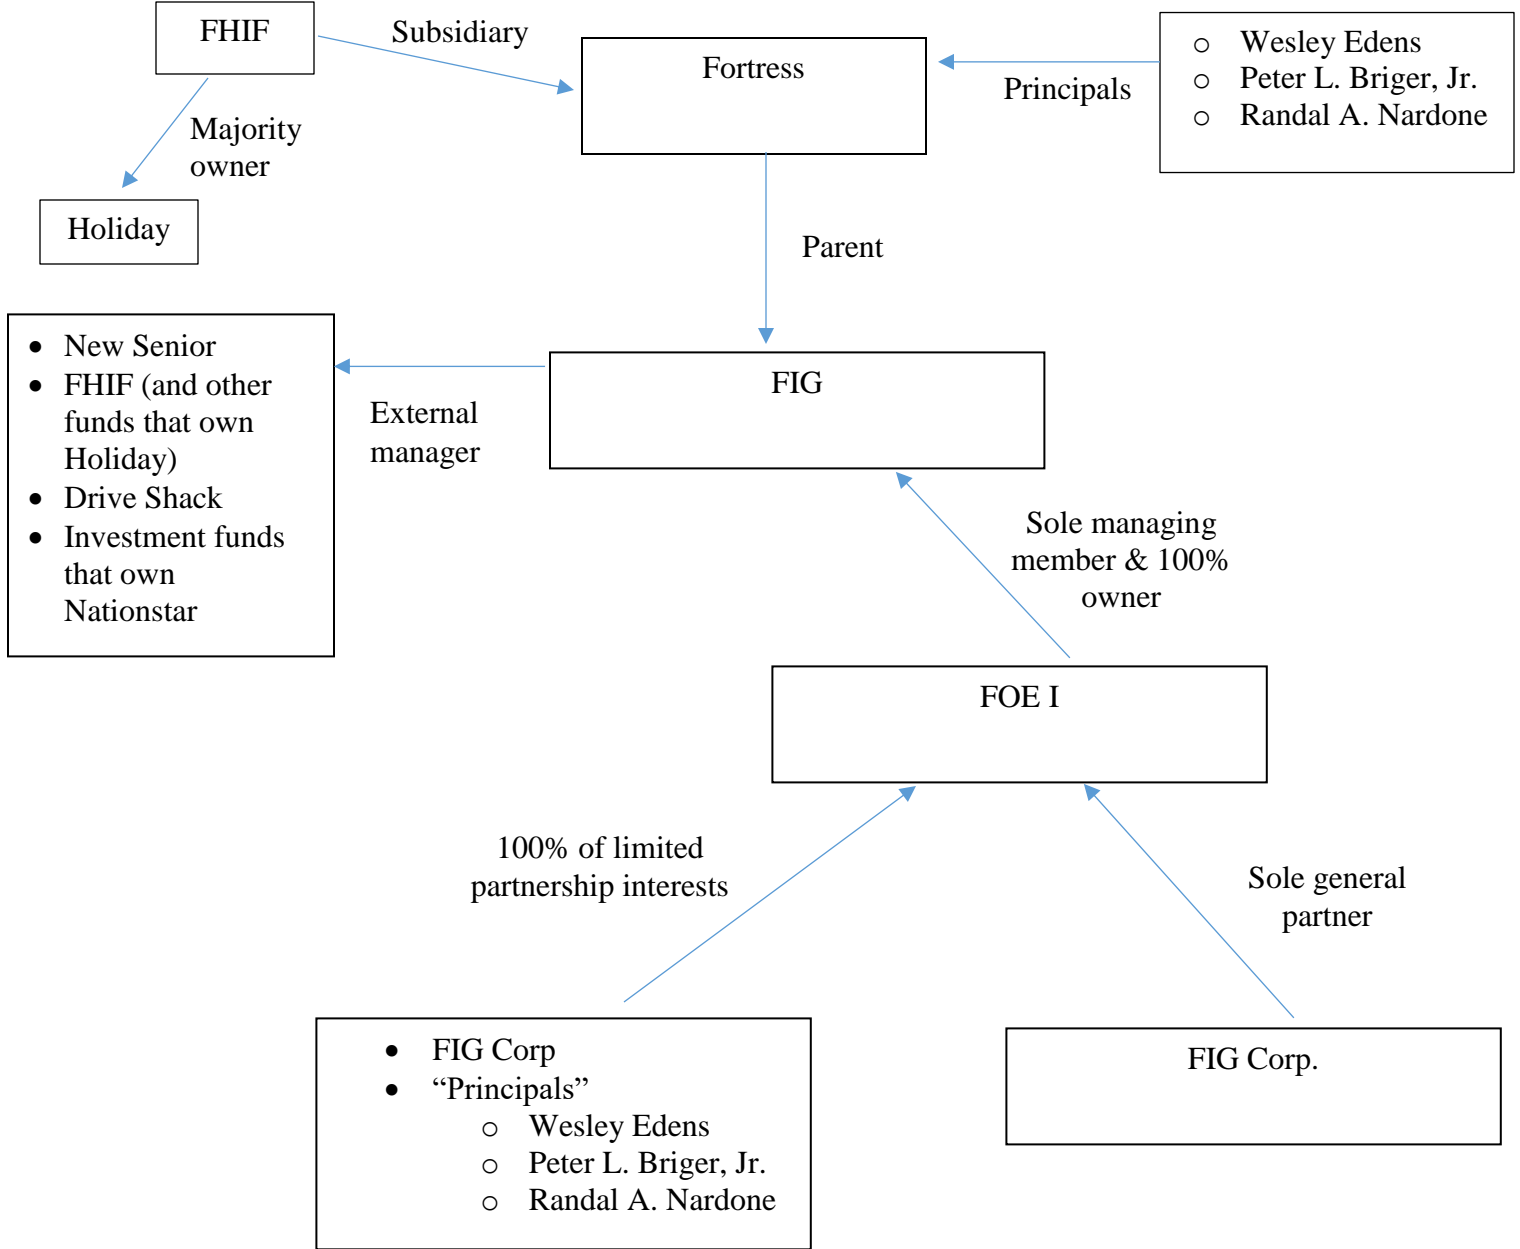 FHIF
Subsidiary
Fortress
Principals
o Wesley Edens
o Peter L. Briger, Jr.
o Randal A. Nardone
Majority
owner
Holiday
Parent
• New Senior
• FHIF (and other
funds that own
Holiday)
• Drive Shack
• Investment funds
that own
Nationstar
External
manager
FIG
Sole managing
member & 100%
owner
FOE I
100% of limited
partnership interests
Sole general
partner
• FIG Corp
• “Principals”
o Wesley Edens
o Peter L. Briger, Jr.
o Randal A. Nardone
FIG Corp.